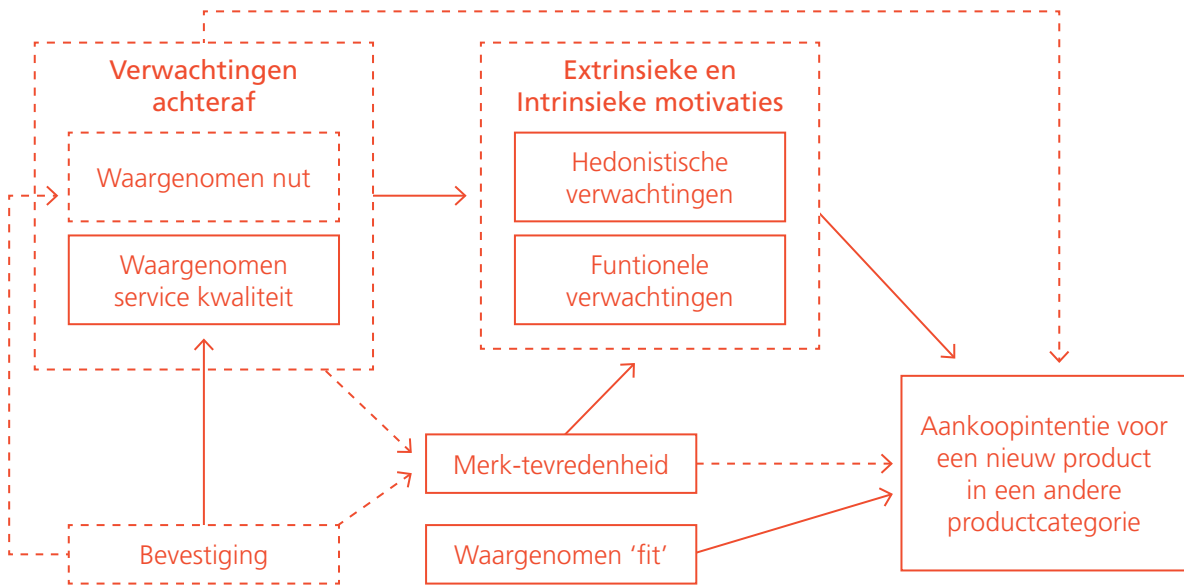 Verwachtingen
achteraf
Waargenomen nut
Waargenomen
service kwaliteit
Extrinsieke en
Intrinsieke motivaties
Hedonistische
verwachtingen
Funtionele
verwachtingen
Merk-tevredenheid
Waargenomen ‘fit’
Bevestiging
Aankoopintentie voor
een nieuw product
in een andere
productcategorie